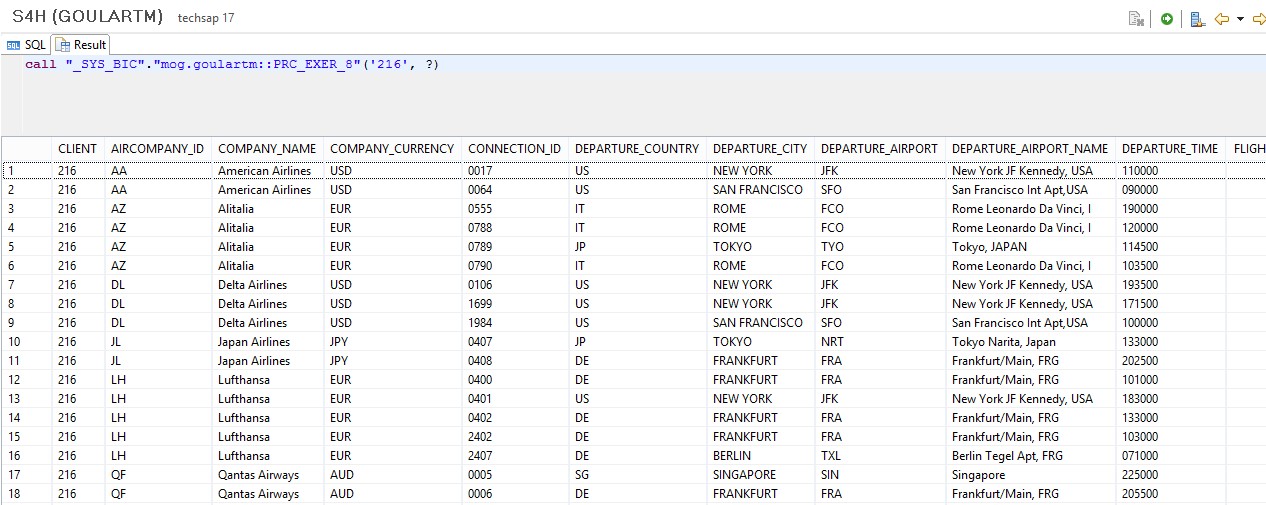 S4H (GOULARTM) techsap 17
SQL Result
call "_SYS_BIC"."mog.goulartm::PRC_EXER_8"('216', ?)
CLIENT AIRCOMPANY_ID COMPANY_NAME COMPANY_CURRENCY CONNECTION_ID DEPARTURE_COUNTRY DEPARTURE_CITY DEPARTURE_AIRPORT DEPARTURE_AIRPORT_NAME DEPARTURE_TIME FLIGH
1 216 AA American Airlines USD 0017 US NEW YORK JFK New York JF Kennedy, USA 110000
2 216 AA American Airlines USD 0064 US SAN FRANCISCO SFO San Francisco Int Apt,USA 090000
3 216 AZ Alitalia EUR 0555 IT ROME FCO Rome Leonardo Da Vinci, I 190000
4 216 AZ Alitalia EUR 0788 IT ROME FCO Rome Leonardo Da Vinci, I 120000
5 216 AZ Alitalia EUR 0789 JP TOKYO TYO Tokyo, JAPAN 114500
6 216 AZ Alitalia EUR 0790 IT ROME FCO Rome Leonardo Da Vinci, I 103500
7 216 DL Delta Airlines USD 0106 US NEW YORK JFK New York JF Kennedy, USA 193500
8 216 DL Delta Airlines USD 1699 US NEW YORK JFK New York JF Kennedy, USA 171500
9 216 DL Delta Airlines USD 1984 US SAN FRANCISCO SFO San Francisco Int Apt,USA 100000
10 216 JL Japan Airlines JPY 0407 JP TOKYO NRT Tokyo Narita, Japan 133000
11 216 JL Japan Airlines JPY 0408 DE FRANKFURT FRA Frankfurt/Main, FRG 202500
12 216 LH Lufthansa EUR 0400 DE FRANKFURT FRA Frankfurt/Main, FRG 101000
13 216 LH Lufthansa EUR 0401 US NEW YORK JFK New York JF Kennedy, USA 183000
14 216 LH Lufthansa EUR 0402 DE FRANKFURT FRA Frankfurt/Main, FRG 133000
15 216 LH Lufthansa EUR 2402 DE FRANKFURT FRA Frankfurt/Main, FRG 103000
16 216 LH Lufthansa EUR 2407 DE BERLIN TXL Berlin Tegel Apt, FRG 071000
17 216 QF Qantas Airways AUD 0005 SG SINGAPORE SIN Singapore 225000
18 216 QF Qantas Airways AUD 0006 DE FRANKFURT FRA Frankfurt/Main, FRG 205500